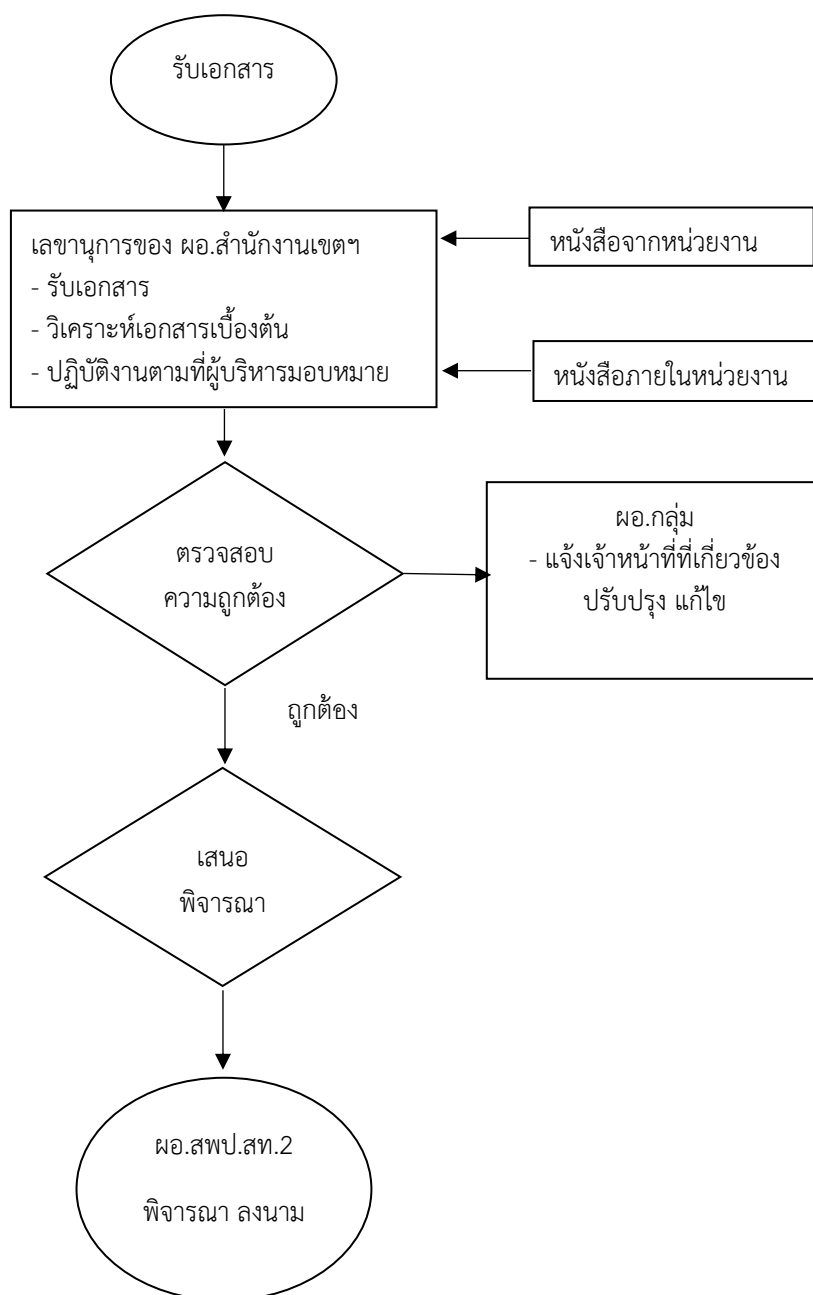 รับเอกสาร
เลขานุการของ ผอ.สำนักงานเขตฯ
- รับเอกสาร
- วิเคราะห์เอกสารเบื้องต้น
- ปฏิบัติงานตามที่ผู้บริหารมอบหมาย
หนังสือจากหน่วยงาน
หนังสือภายในหน่วยงาน
ตรวจสอบ
ความถูกต้อง
ผอ.กลุ่ม
- แจ้งเจ้าหน้าที่ที่เกี่ยวข้อง
ปรับปรุง แก้ไข
ถูกต้อง
เสนอ
พิจารณา
ผอ.สพป.สท.2
พิจารณา ลงนาม